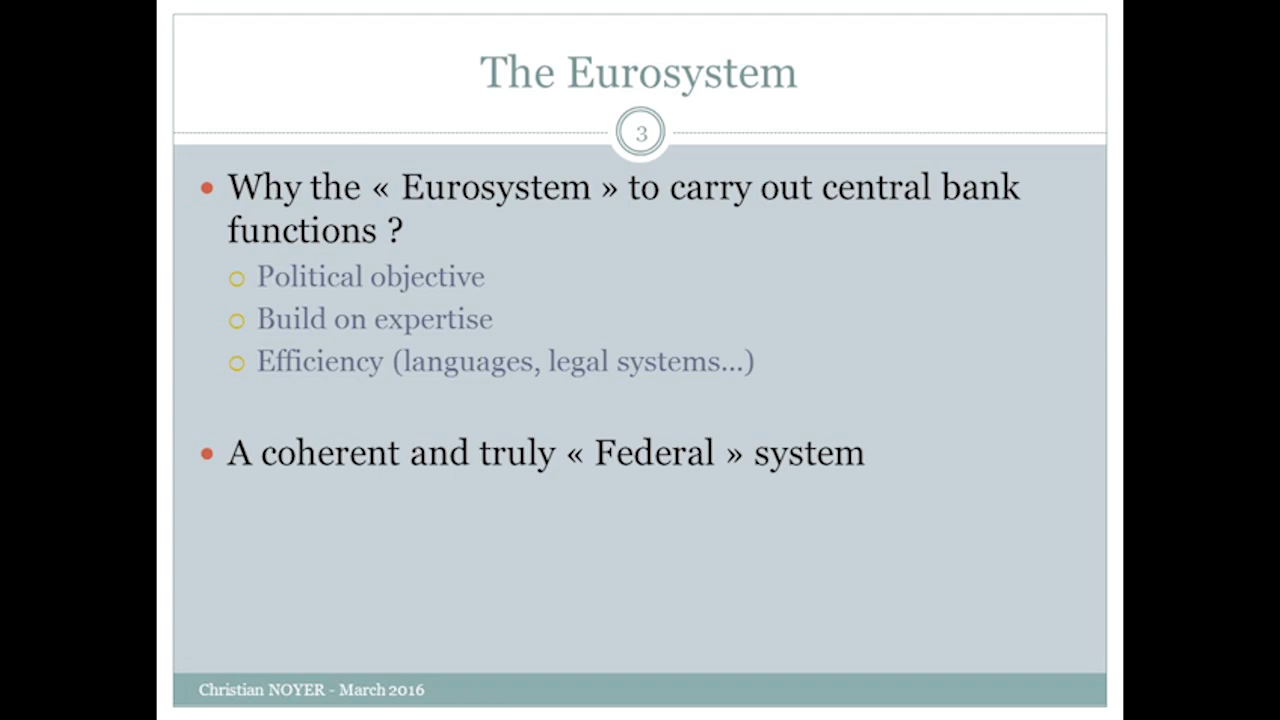 The Eurosystem
3
• Why the « Eurosystem » to carry out central bank
functions ?
○ Political objective
○ Build on expertise
○ Efficiency (languages, legal systems…)
• A coherent and truly « Federal » system
Christian NOYER - March 2016